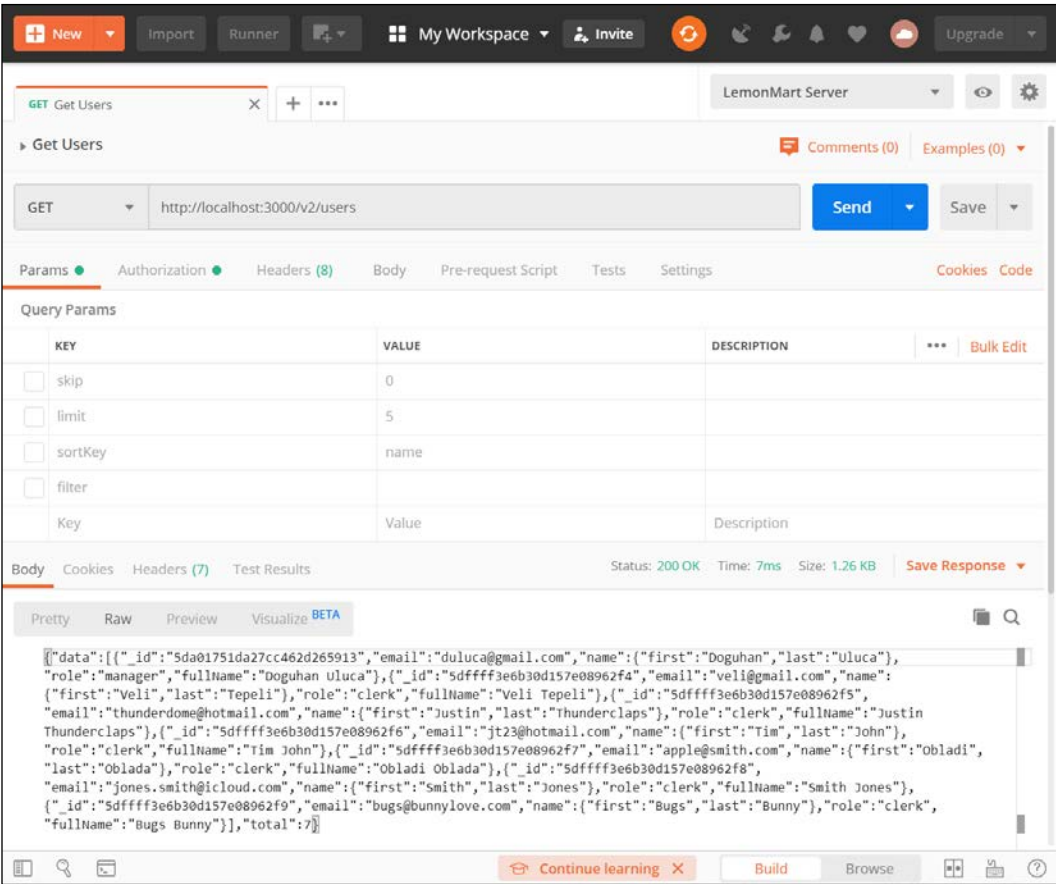 New Import Runner My Workspace Invite Upgrade
GET Get Users LemonMart Server
Get Users Comments (0) Examples (0)
GET http://localhost:3000/v2/users Send Save
Params Authorization Headers (8) Body Pre-request Script Tests Settings Cookies Code
Query Params
KEY VALUE DESCRIPTION Bulk Edit
skip 0
limit 5
sortKey name
filter
Key Value Description
Body Cookies Headers (7) Test Results Status: 200 OK Time: 7ms Size: 1.26 KB Save Response
Pretty Raw Preview Visualize BETA
{"data":[{"_id":"5da01751da27cc462d265913","email":"duluca@gmail.com","name":{"first":"Doguhan","last":"Uluca"},
"role":"manager","fullName":"Doguhan Uluca"},{"_id":"5dffff3e6b30d157e08962f4","email":"veli@gmail.com","name":
{"first":"Veli","last":"Tepeli"},"role":"clerk","fullName":"Veli Tepeli"},{"_id":"5dffff3e6b30d157e08962f5",
"email":"thunderdome@hotmail.com","name":{"first":"Justin","last":"Thunderclaps"},"role":"clerk","fullName":"Justin
Thunderclaps"},{"_id":"5dffff3e6b30d157e08962f6","email":"jt23@hotmail.com","name":{"first":"Tim","last":"John"},
"role":"clerk","fullName":"Tim John"},{"_id":"5dffff3e6b30d157e08962f7","email":"apple@smith.com","name":{"first":"Obladi",
"last":"Oblada"},"role":"clerk","fullName":"Obladi Oblada"},{"_id":"5dffff3e6b30d157e08962f8",
"email":"jones.smith@icloud.com","name":{"first":"Smith","last":"Jones"},"role":"clerk","fullName":"Smith Jones"},
{"_id":"5dffff3e6b30d157e08962f9","email":"bugs@bunnylove.com","name":{"first":"Bugs","last":"Bunny"},"role":"clerk",
"fullName":"Bugs Bunny"}],"total":7}
Continue learning Build Browse